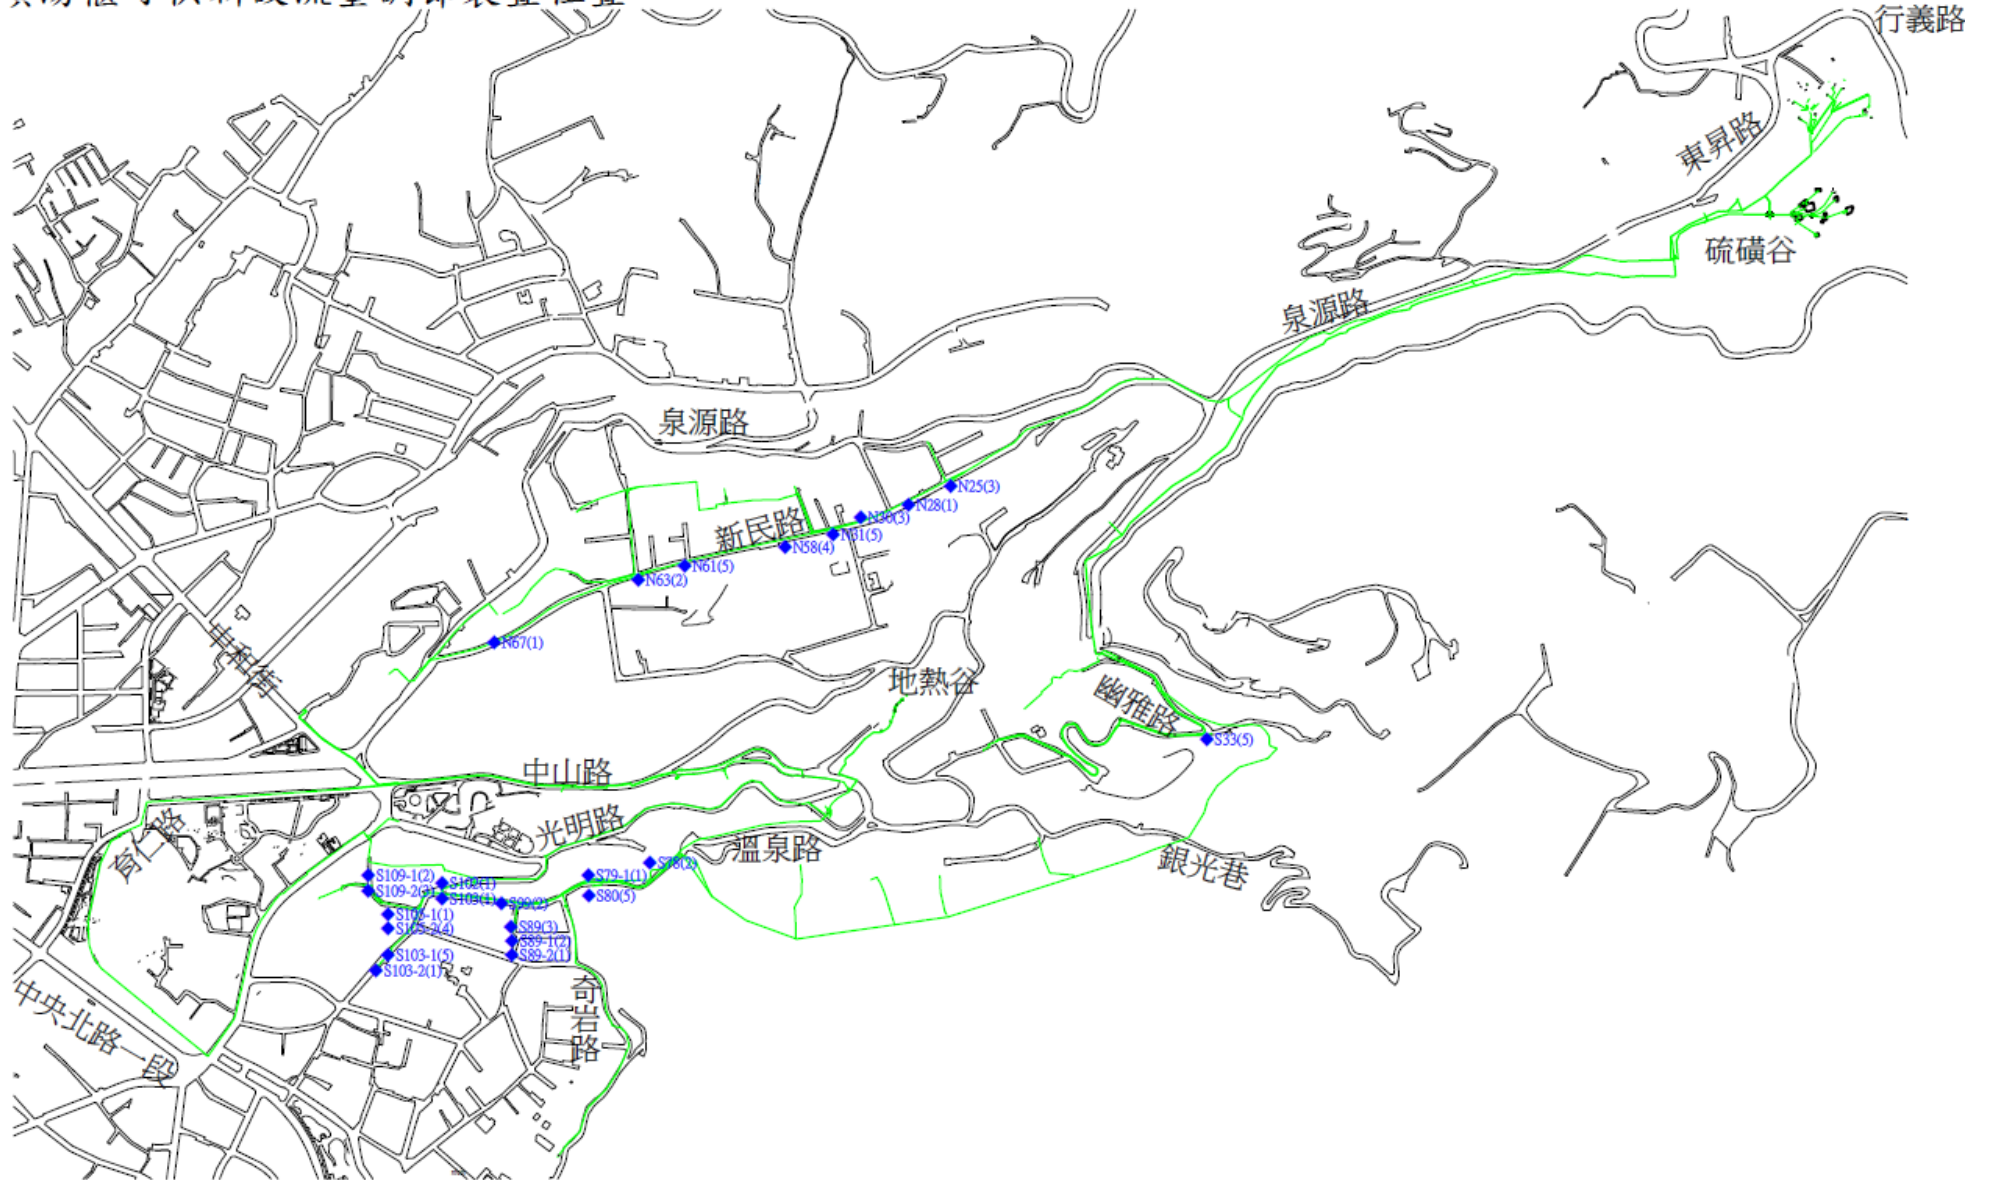 行義路
東昇路
硫磺谷
泉源路
泉源路
N25(3)
N28(1)
N30(3)
新民路
N31(5)
N58(4)
N61(5)
N63(2)
N67(1)
中和街
地熱谷
幽雅路
S33(5)
中山路
光明路
育仁路
溫泉路
銀光巷
S78(2)
S79-1(1)
S80(5)
S109-1(2)
S109-2(3)
S102(1)
S103(1)
S99(2)
S105-1(1)
S105-2(4)
S89(3)
S89-1(2)
S89-2(1)
S103-1(5)
S103-2(1)
奇岩路
中央北路一段